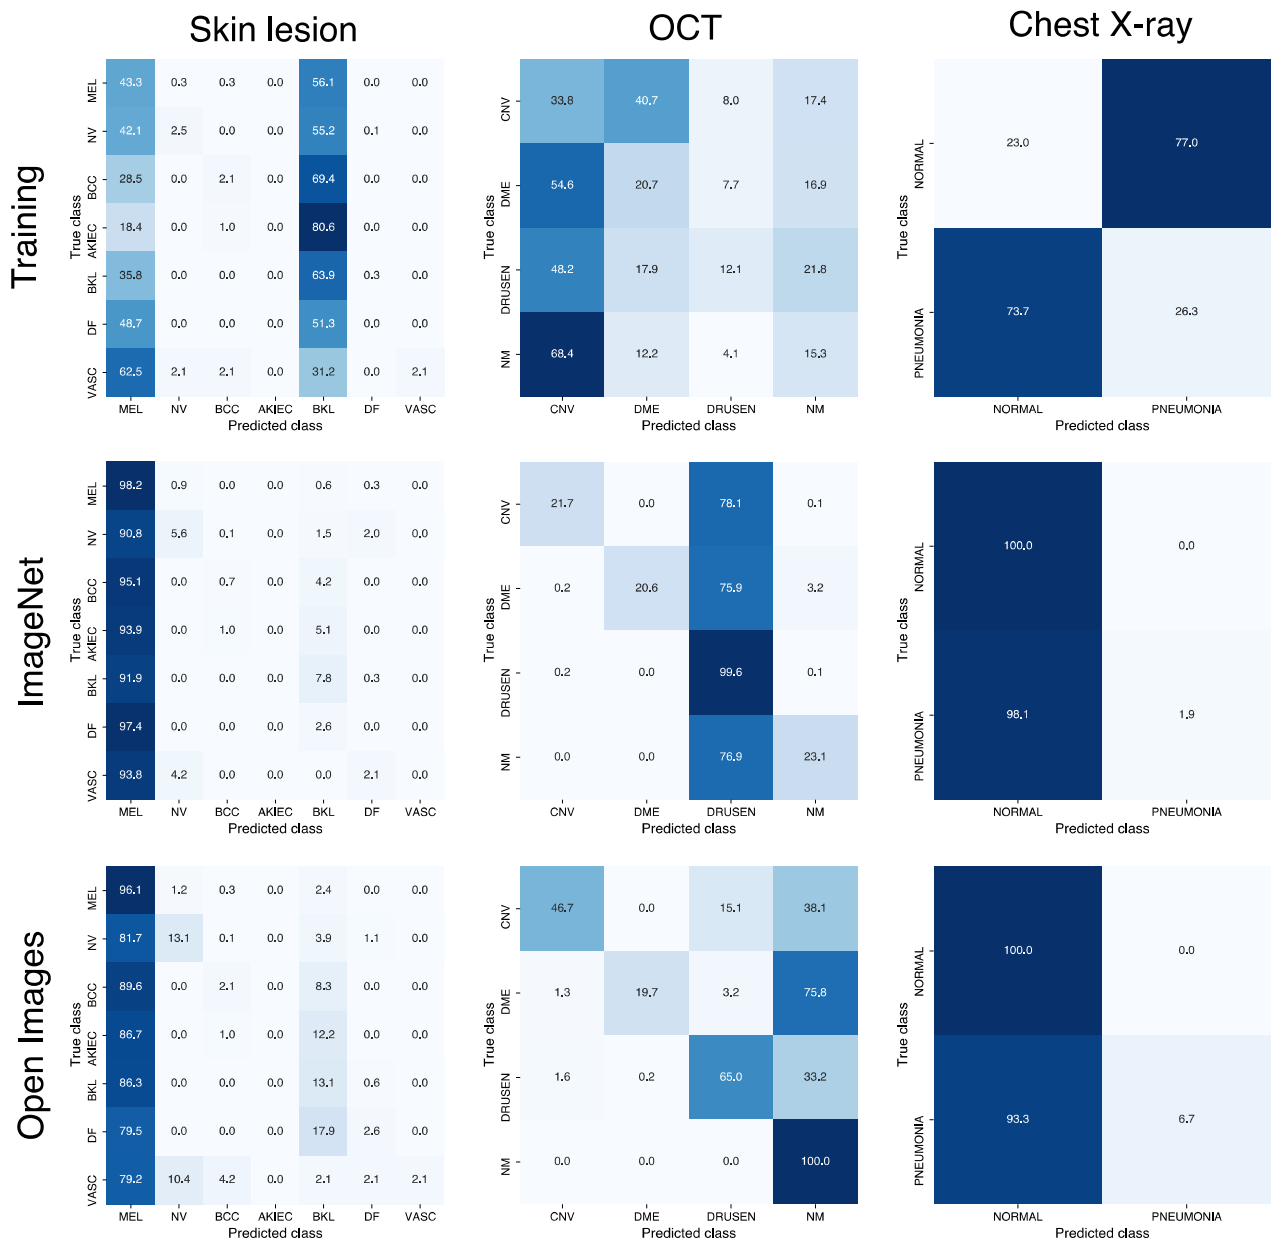 Skin lesion OCT Chest X-ray
Training
True class
MEL 43.3 0.3 0.3 0.0 56.1 0.0 0.0
NV 42.1 2.5 0.0 0.0 55.2 0.1 0.0
BCC 28.5 0.0 2.1 0.0 69.4 0.0 0.0
AKIEC 18.4 0.0 1.0 0.0 80.6 0.0 0.0
BKL 35.8 0.0 0.0 0.0 63.9 0.3 0.0
DF 48.7 0.0 0.0 0.0 51.3 0.0 0.0
VASC 62.5 2.1 2.1 0.0 31.2 0.0 2.1
MEL NV BCC AKIEC BKL DF VASC
Predicted class
True class
CNV 33.8 40.7 8.0 17.4
DME 54.6 20.7 7.7 16.9
DRUSEN 48.2 17.9 12.1 21.8
NM 68.4 12.2 4.1 15.3
CNV DME DRUSEN NM
Predicted class
True class
NORMAL 23.0 77.0
PNEUMONIA 73.7 26.3
NORMAL PNEUMONIA
Predicted class
ImageNet
True class
MEL 98.2 0.9 0.0 0.0 0.6 0.3 0.0
NV 90.8 5.6 0.1 0.0 1.5 2.0 0.0
BCC 95.1 0.0 0.7 0.0 4.2 0.0 0.0
AKIEC 93.9 0.0 1.0 0.0 5.1 0.0 0.0
BKL 91.9 0.0 0.0 0.0 7.8 0.3 0.0
DF 97.4 0.0 0.0 0.0 2.6 0.0 0.0
VASC 93.8 4.2 0.0 0.0 0.0 2.1 0.0
MEL NV BCC AKIEC BKL DF VASC
Predicted class
True class
CNV 21.7 0.0 78.1 0.1
DME 0.2 20.6 75.9 3.2
DRUSEN 0.2 0.0 99.6 0.1
NM 0.0 0.0 76.9 23.1
CNV DME DRUSEN NM
Predicted class
True class
NORMAL 100.0 0.0
PNEUMONIA 98.1 1.9
NORMAL PNEUMONIA
Predicted class
Open Images
True class
MEL 96.1 1.2 0.3 0.0 2.4 0.0 0.0
NV 81.7 13.1 0.1 0.0 3.9 1.1 0.0
BCC 89.6 0.0 2.1 0.0 8.3 0.0 0.0
AKIEC 86.7 0.0 1.0 0.0 12.2 0.0 0.0
BKL 86.3 0.0 0.0 0.0 13.1 0.6 0.0
DF 79.5 0.0 0.0 0.0 17.9 2.6 0.0
VASC 79.2 10.4 4.2 0.0 2.1 2.1 2.1
MEL NV BCC AKIEC BKL DF VASC
Predicted class
True class
CNV 46.7 0.0 15.1 38.1
DME 1.3 19.7 3.2 75.8
DRUSEN 1.6 0.2 65.0 33.2
NM 0.0 0.0 0.0 100.0
CNV DME DRUSEN NM
Predicted class
True class
NORMAL 100.0 0.0
PNEUMONIA 93.3 6.7
NORMAL PNEUMONIA
Predicted class